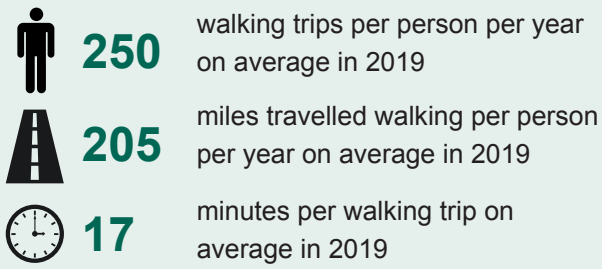 250
walking trips per person per year
on average in 2019
205
miles travelled walking per person
per year on average in 2019
17
minutes per walking trip on
average in 2019